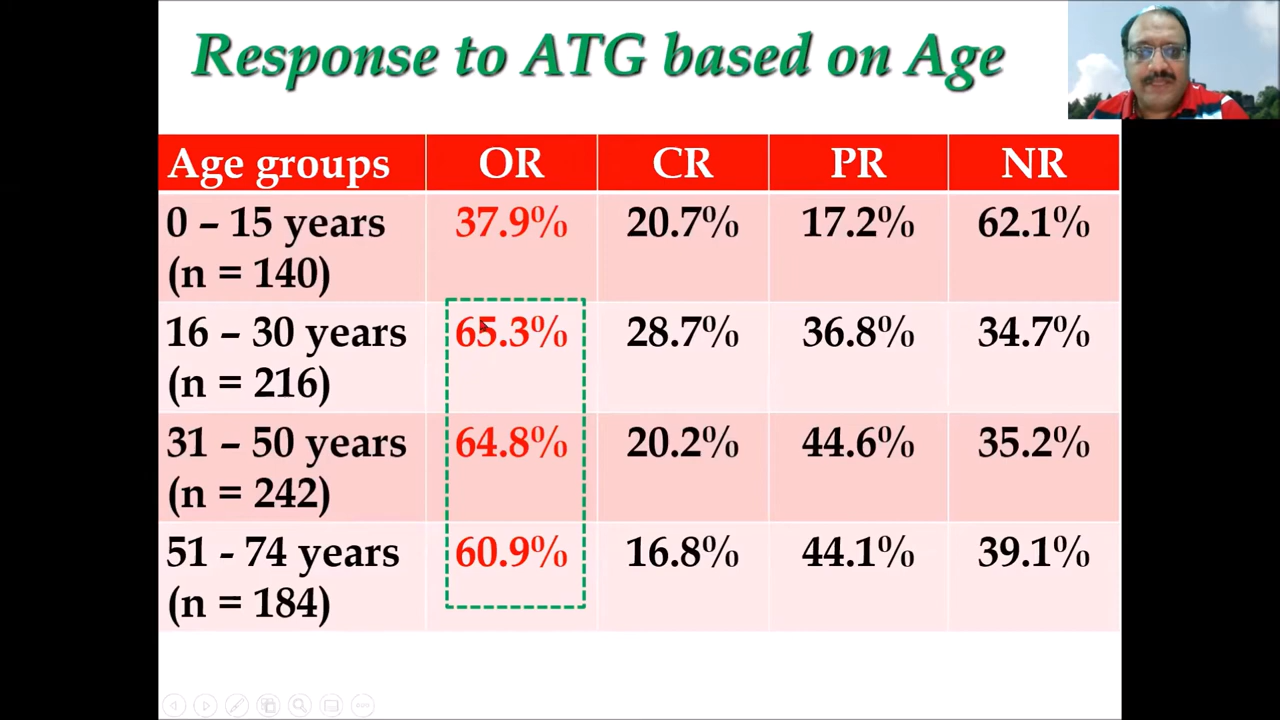 Response to ATG based on Age
Age groups OR CR PR NR
0 – 15 years 37.9% 20.7% 17.2% 62.1%
(n = 140)
16 – 30 years 65.3% 28.7% 36.8% 34.7%
(n = 216)
31 – 50 years 64.8% 20.2% 44.6% 35.2%
(n = 242)
51 - 74 years 60.9% 16.8% 44.1% 39.1%
(n = 184)